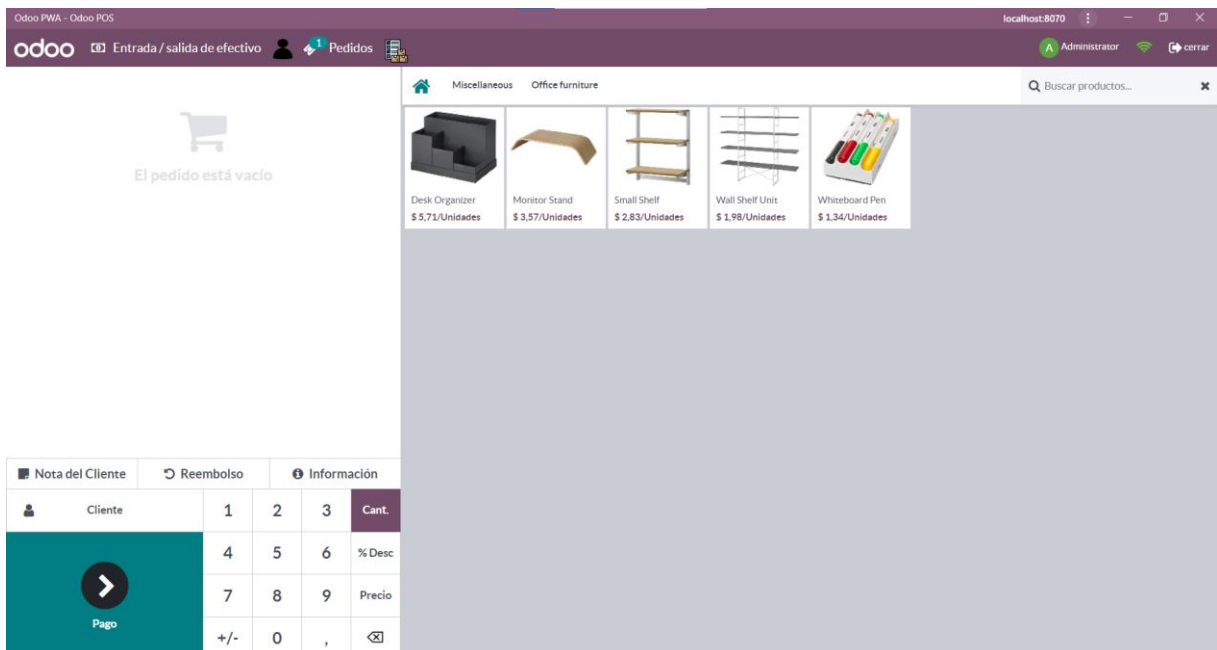 Odoo PWA - Odoo POS
localhost:8070
odoo
Entrada / salida de efectivo
1
Pedidos
A
Administrator
cerrar
El pedido está vacío
Miscellaneous
Office furniture
Buscar productos...
Desk Organizer
$ 5,71/Unidades
Monitor Stand
$ 3,57/Unidades
Small Shelf
$ 2,83/Unidades
Wall Shelf Unit
$ 1,98/Unidades
Whiteboard Pen
$ 1,34/Unidades
Nota del Cliente
Reembolso
Información
Cliente
1 2 3 Cant.
4 5 6 % Desc
7 8 9 Precio
Pago
+/- 0 ,